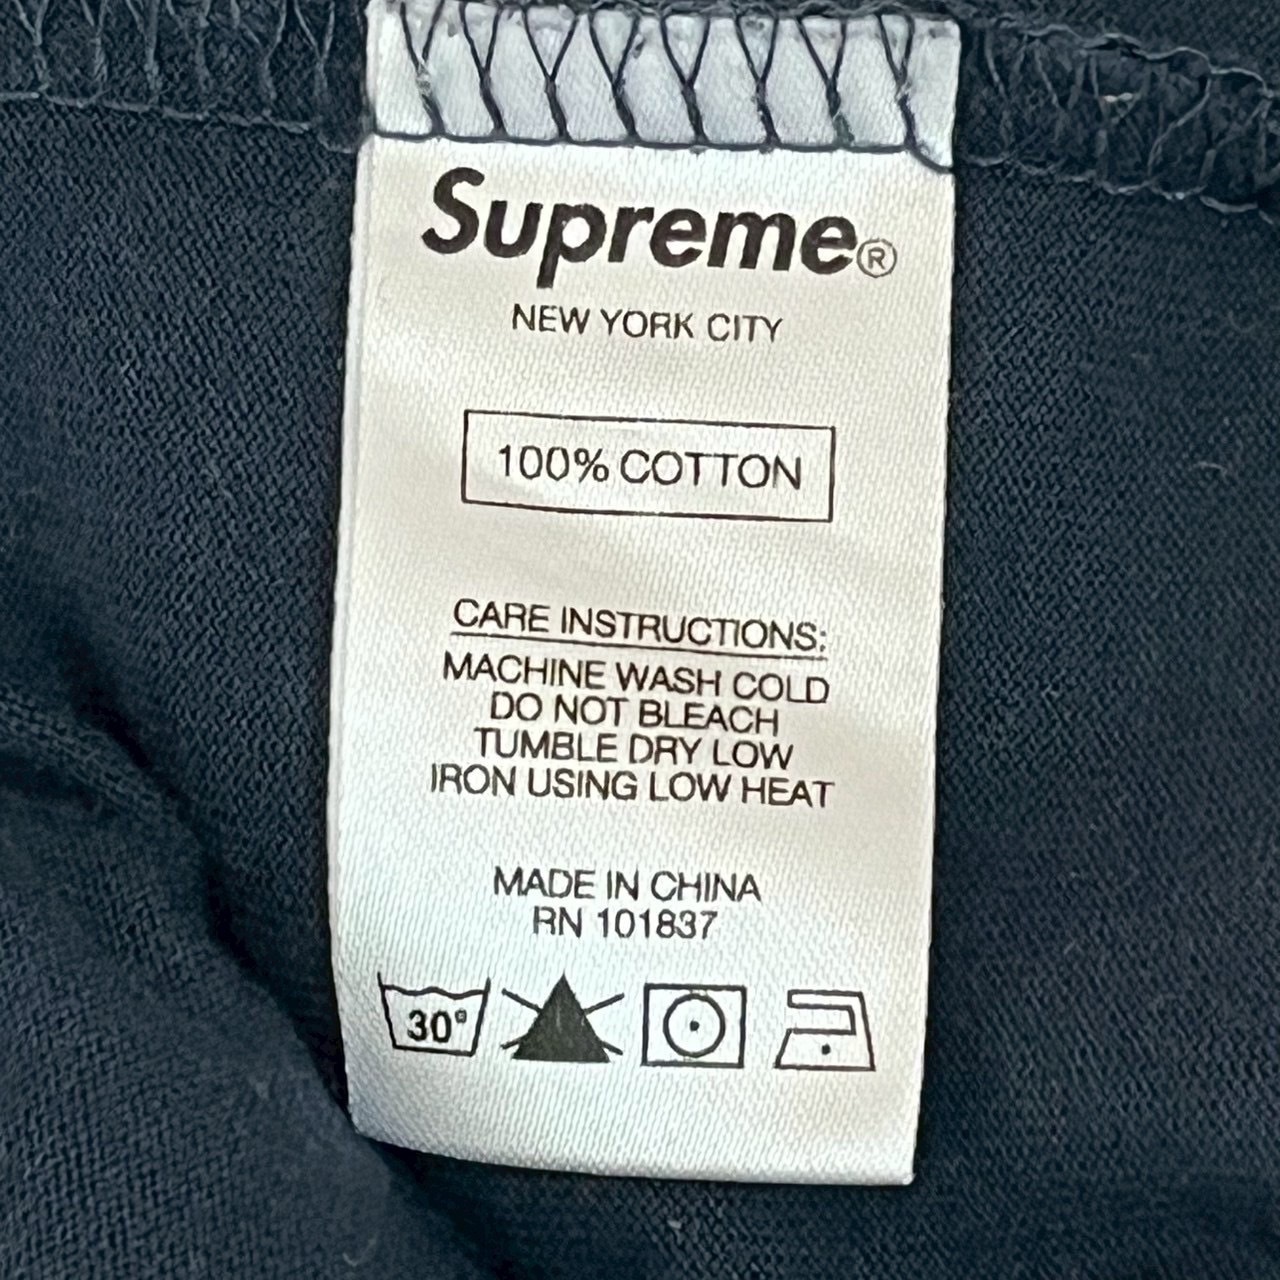 Supreme®
NEW YORK CITY
100% COTTON
CARE INSTRUCTIONS:
MACHINE WASH COLD
DO NOT BLEACH
TUMBLE DRY LOW
IRON USING LOW HEAT
MADE IN CHINA
RN 101837
30°